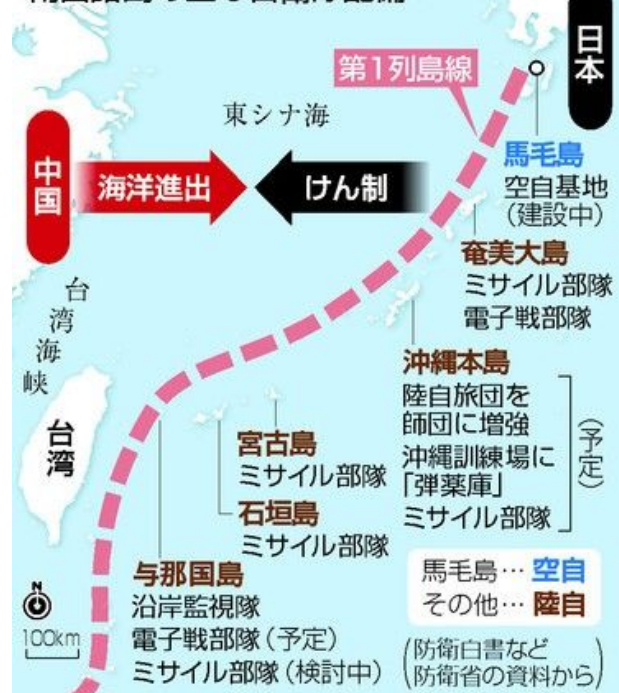 日本
第1列島線
東シナ海
中国
海洋進出
けん制
馬毛島
空自基地
(建設中)
奄美大島
ミサイル部隊
電子戦部隊
台湾海峡
沖縄本島
陸自旅団を
師団に増強
沖縄訓練場に
「弾薬庫」
ミサイル部隊
(予定)
台湾
宮古島
ミサイル部隊
石垣島
ミサイル部隊
与那国島
沿岸監視隊
電子戦部隊(予定)
ミサイル部隊(検討中)
N
100km
馬毛島…空自
その他…陸自
(防衛白書など
防衛省の資料から)